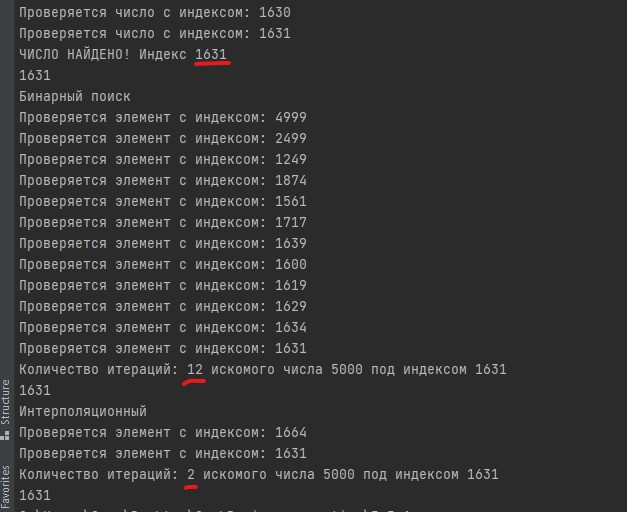 Проверяется число с индексом: 1630
Проверяется число с индексом: 1631
ЧИСЛО НАЙДЕНО! Индекс 1631
1631
Бинарный поиск
Проверяется элемент с индексом: 4999
Проверяется элемент с индексом: 2499
Проверяется элемент с индексом: 1249
Проверяется элемент с индексом: 1874
Проверяется элемент с индексом: 1561
Проверяется элемент с индексом: 1717
Проверяется элемент с индексом: 1639
Проверяется элемент с индексом: 1600
Проверяется элемент с индексом: 1619
Проверяется элемент с индексом: 1629
Проверяется элемент с индексом: 1634
Проверяется элемент с индексом: 1631
Количество итераций: 12 искомого числа 5000 под индексом 1631
1631
Интерполяционный
Проверяется элемент с индексом: 1664
Проверяется элемент с индексом: 1631
Количество итераций: 2 искомого числа 5000 под индексом 1631
1631
Structure
Favorites